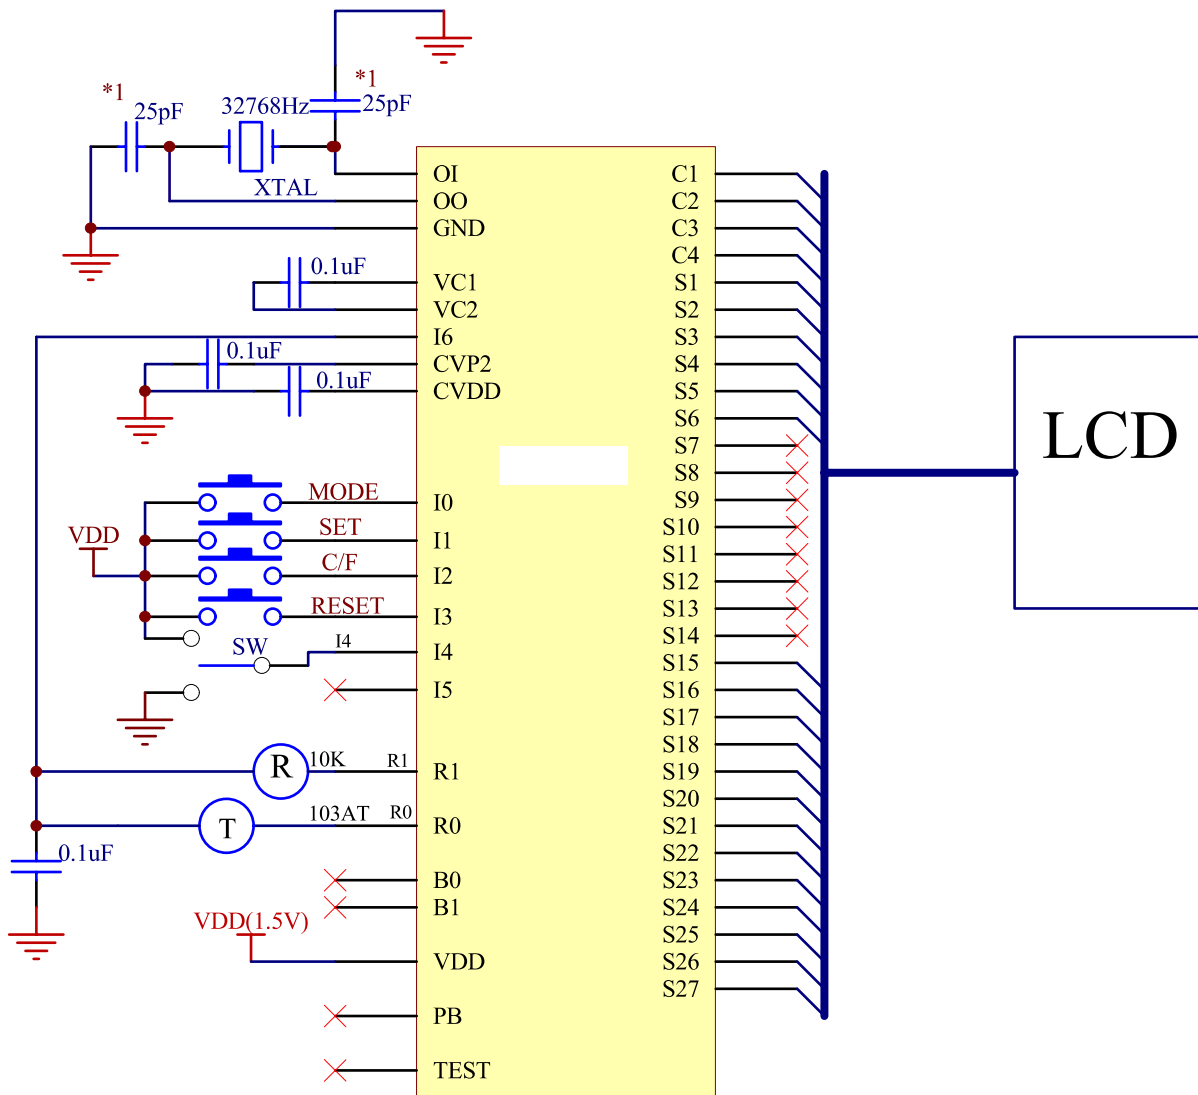 *1
25pF
32768Hz
*1
25pF
XTAL
OI
OO
GND
0.1uF
VC1
VC2
I6
0.1uF
CVP2
0.1uF
CVDD
MODE
I0
SET
I1
VDD
C/F
I2
RESET
I3
SW
I4
I4
I5
R
10K
R1
R1
T
103AT
R0
R0
0.1uF
B0
B1
VDD(1.5V)
VDD
PB
TEST
C1
C2
C3
C4
S1
S2
S3
S4
S5
S6
S7
S8
S9
S10
S11
S12
S13
S14
S15
S16
S17
S18
S19
S20
S21
S22
S23
S24
S25
S26
S27
LCD